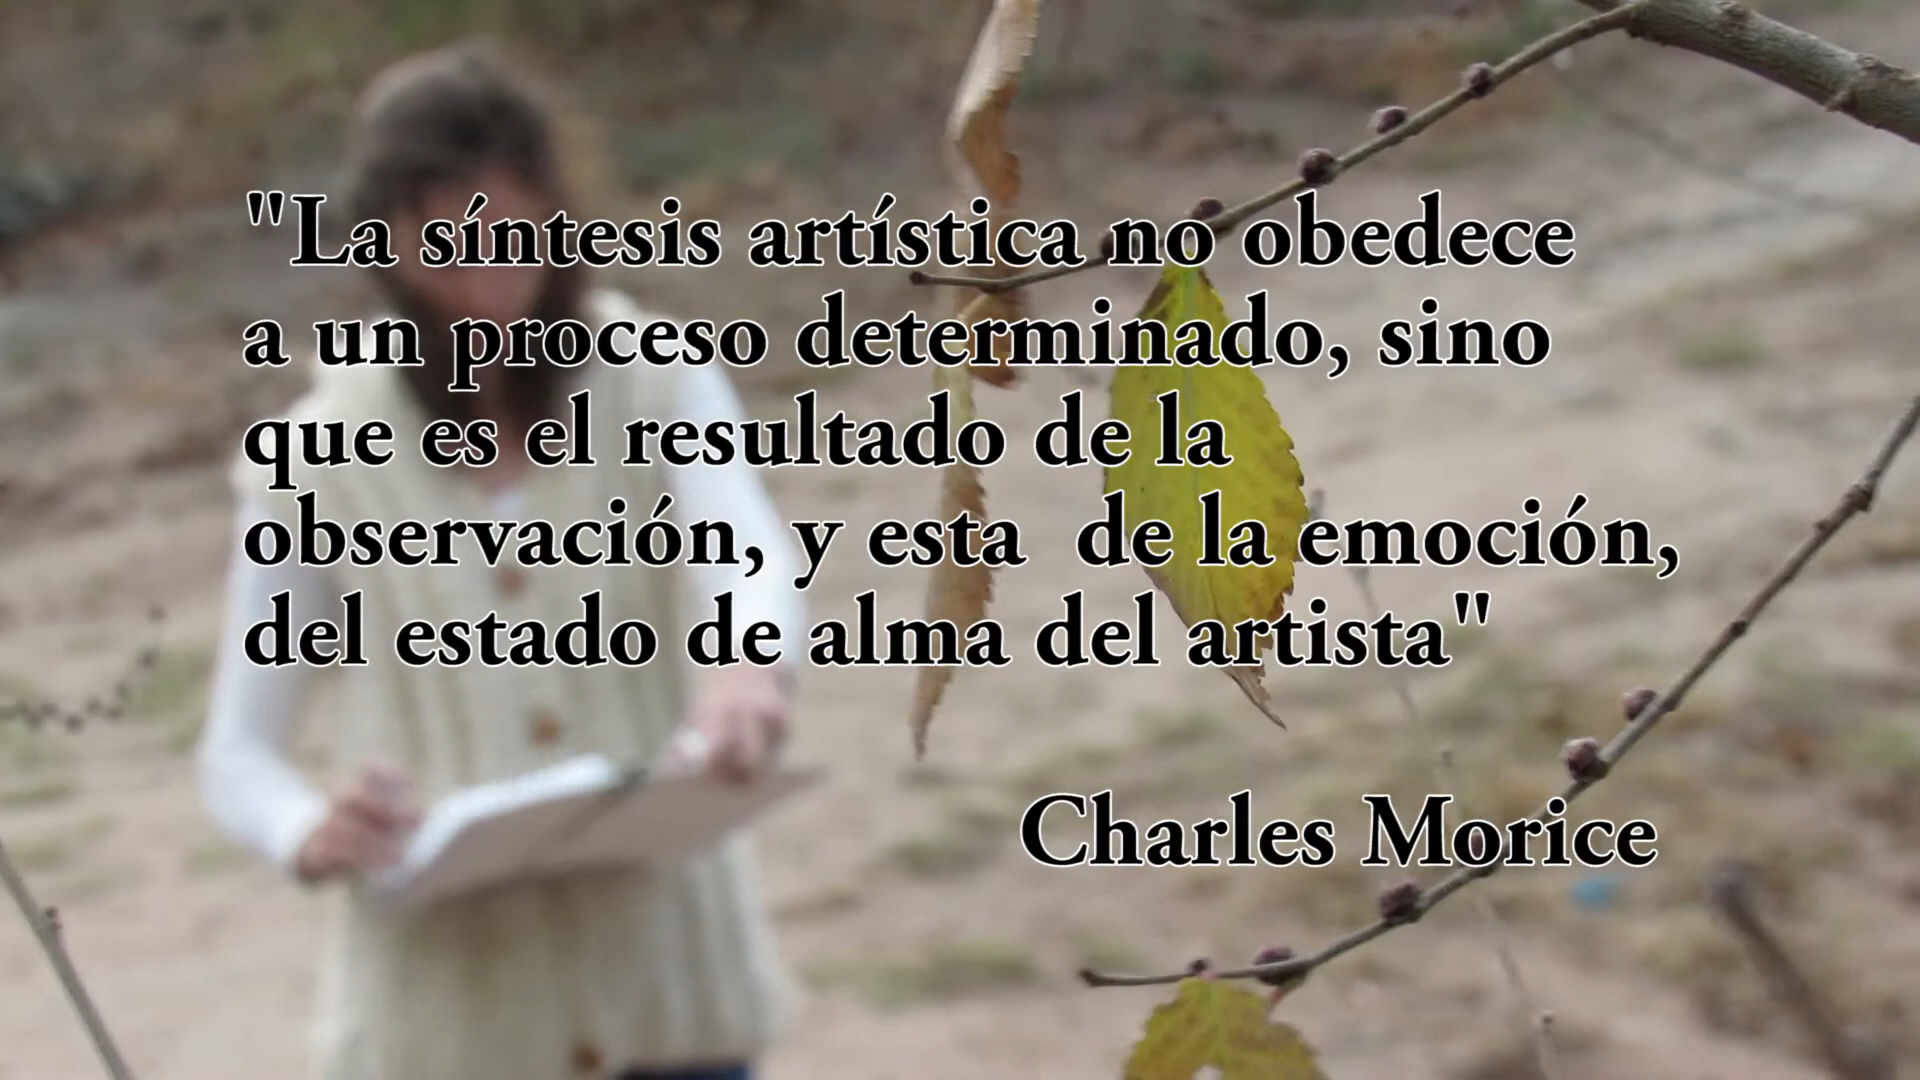 "La síntesis artística no obedece
a un proceso determinado, sino
que es el resultado de la
observación, y esta  de la emoción,
del estado de alma del artista"
Charles Morice